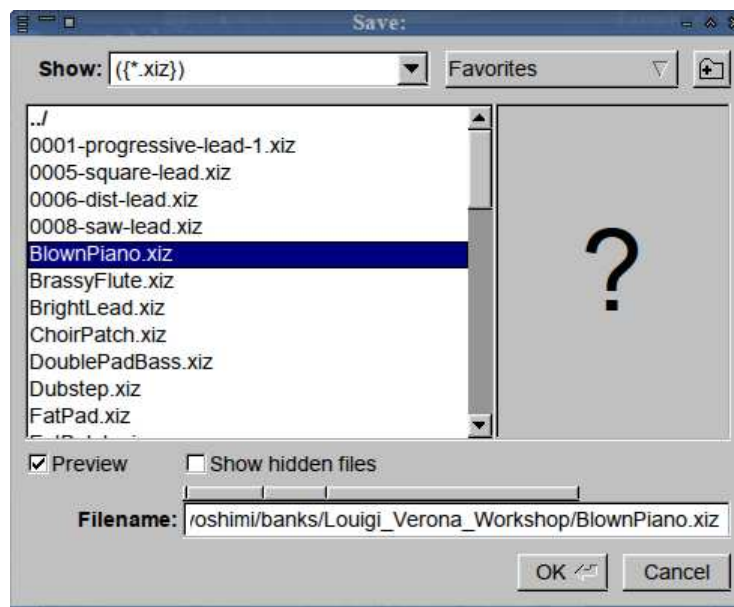 Save:
Show: ({*.xiz})
Favorites
../
0001-progressive-lead-1.xiz
0005-square-lead.xiz
0006-dist-lead.xiz
0008-saw-lead.xiz
BlownPiano.xiz
BrassyFlute.xiz
BrightLead.xiz
ChoirPatch.xiz
DoublePadBass.xiz
Dubstep.xiz
FatPad.xiz
?
Preview
Show hidden files
Filename: yoshimi/banks/Louigi_Verona_Workshop/BlownPiano.xiz
OK
Cancel